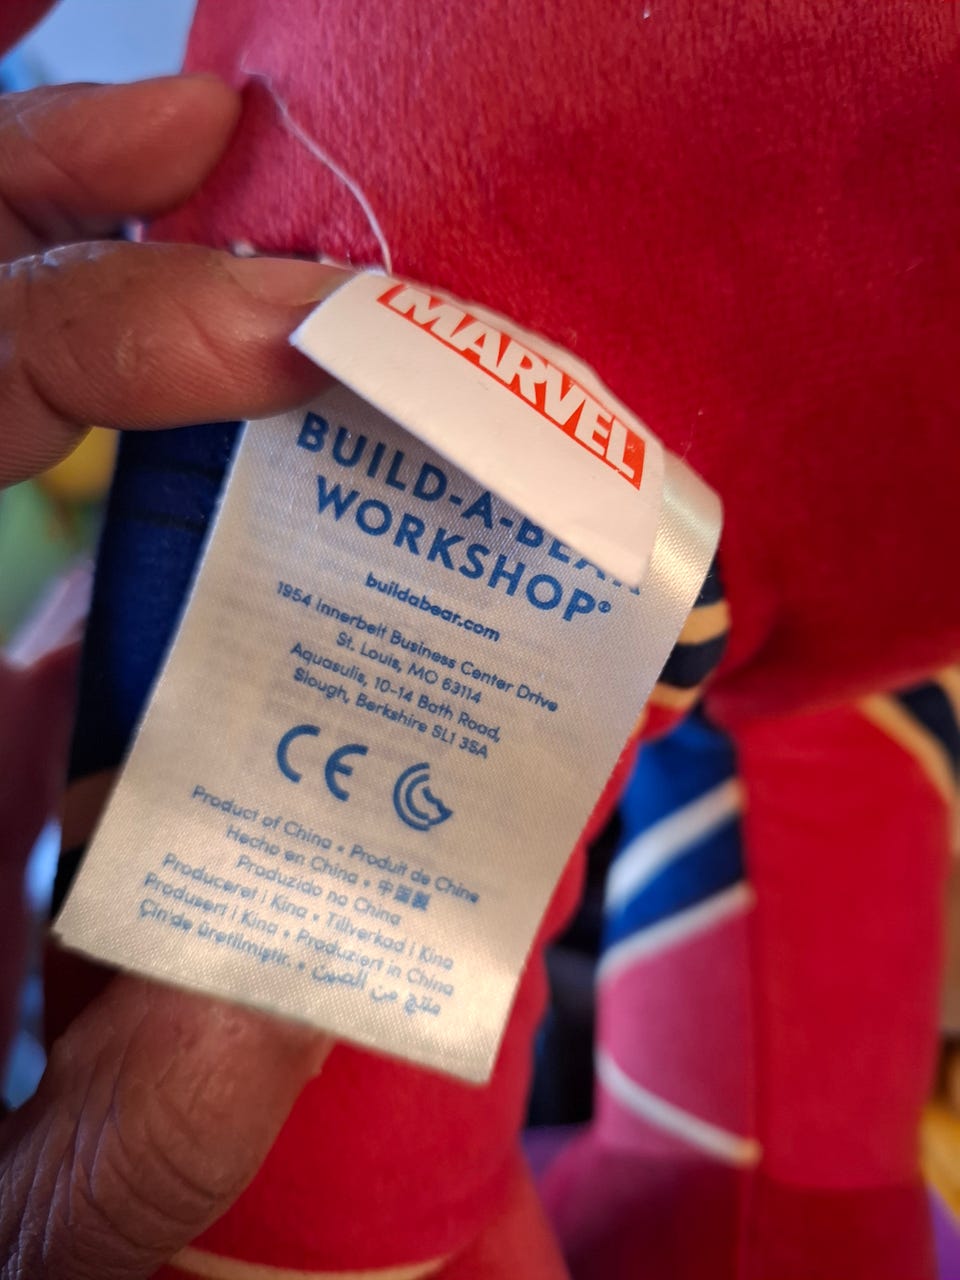 MARVEL
BUILD-A-BEAR
WORKSHOP®
buildabear.com
1954 Innerbelt Business Center Drive
St. Louis, MO 63114
Aquasulis, 10-14 Bath Road,
Slough, Berkshire SL1 3SA
CE
Product of China • Produit de Chine
Hecho en China • 中国製
Produzido na China
Produceret i Kina • Tillverkad i Kina
Produsert i Kina • Produziert in China
Çin'de üretilmiştir. • منتج من الصين